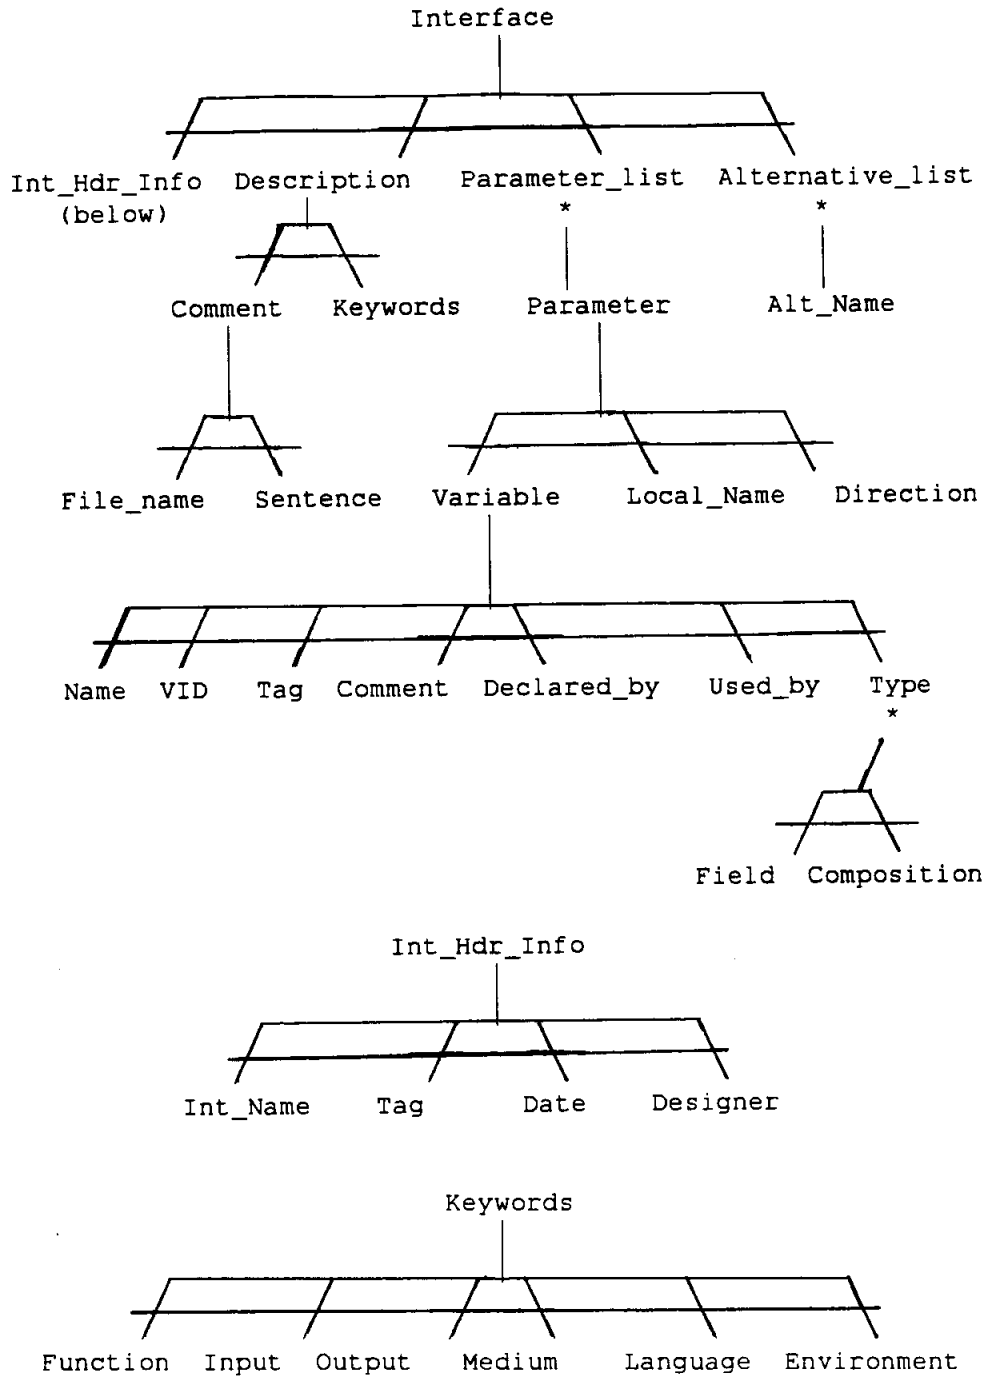 Interface
Int_Hdr_Info Description Parameter_list Alternative_list
(below) * *
Comment Keywords Parameter Alt_Name
File_name Sentence Variable Local_Name Direction
Name VID Tag Comment Declared_by Used_by Type
*
Field Composition
Int_Hdr_Info
Int_Name Tag Date Designer
Keywords
Function Input Output Medium Language Environment